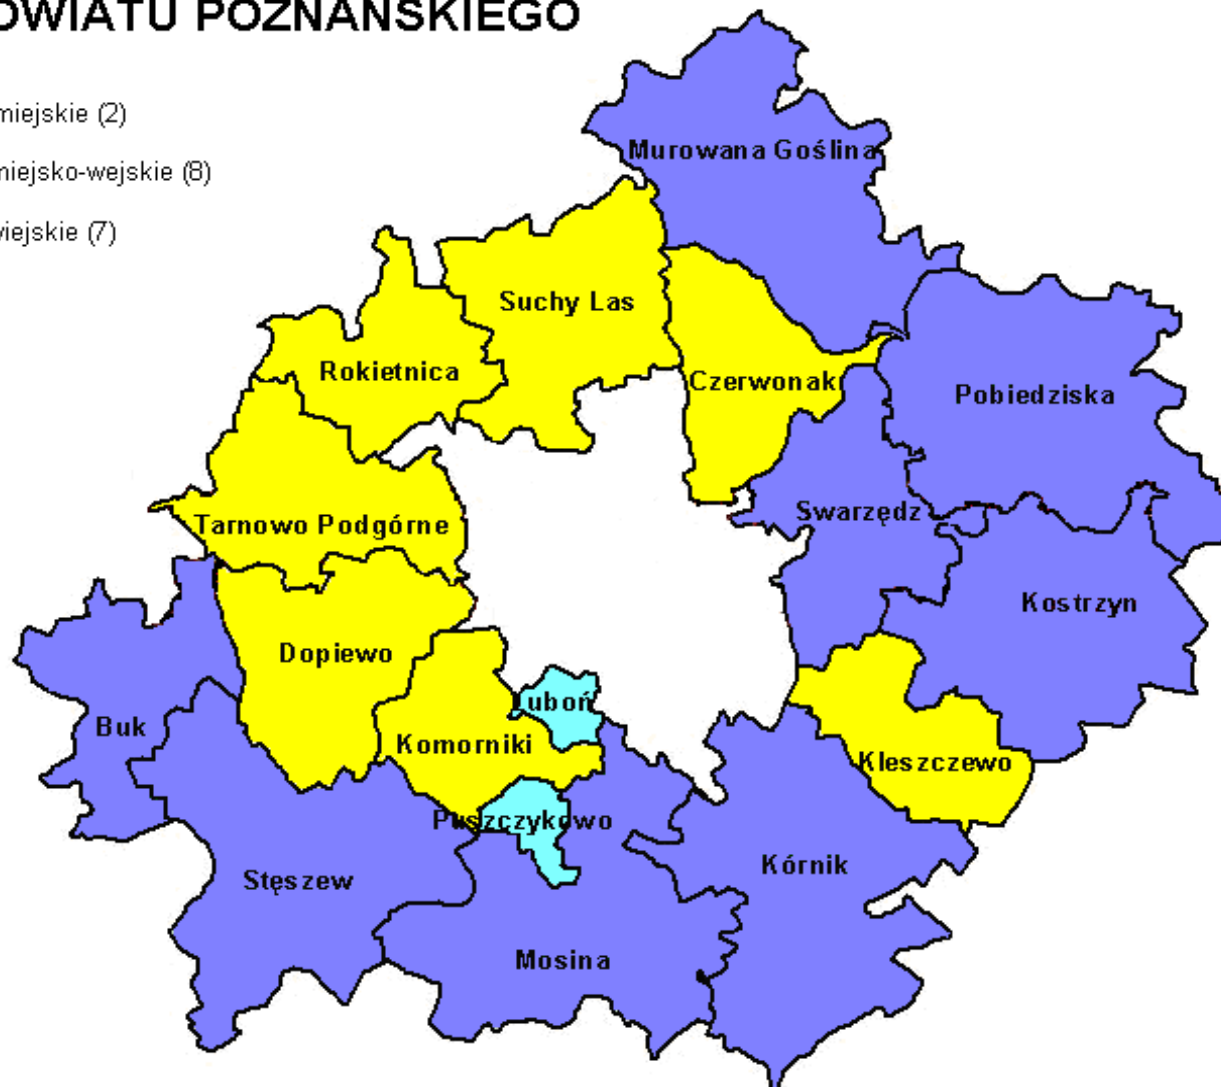 OWIATU POZNAŃSKIEGO
miejskie (2)
miejsko-wejskie (8)
wiejskie (7)
Murowana Goślina
Suchy Las
Rokietnica
Czerwonak
Pobiedziska
Swarzędz
Tarnowo Podgórne
Kostrzyn
Dopiewo
Luboń
Buk
Komorniki
Kleszczewo
Puszczykowo
Kórnik
Stęszew
Mosina